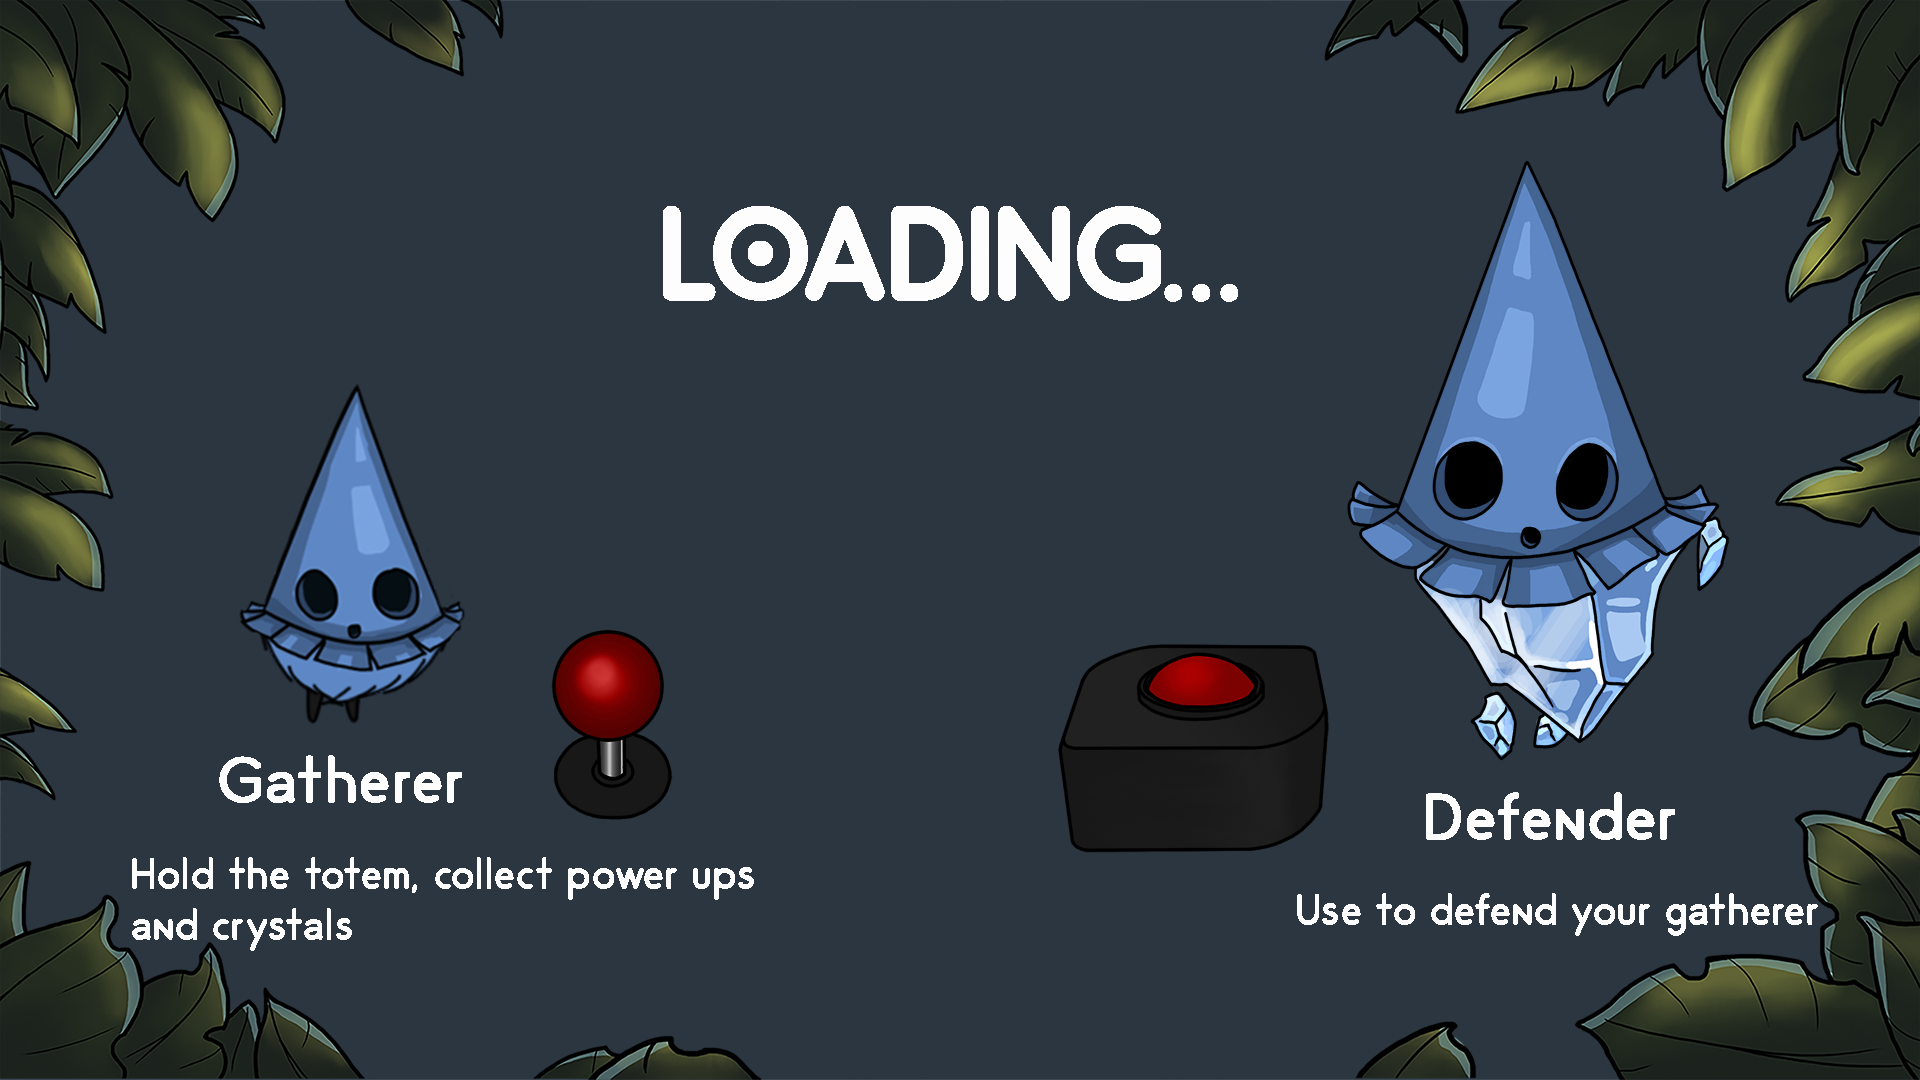 LOADING...
Gatherer
Hold the totem, collect power ups
and crystals
Defender
Use to defend your gatherer